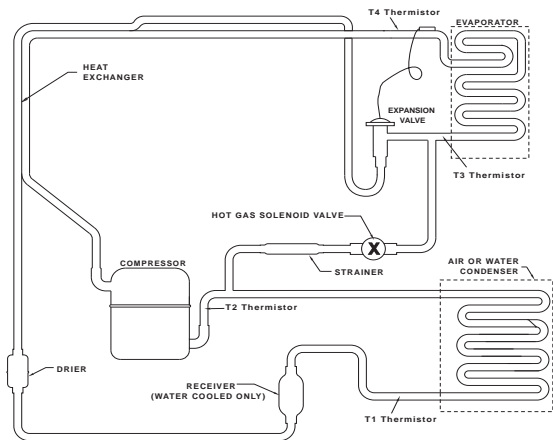 T4 Thermistor
EVAPORATOR
HEAT
EXCHANGER
EXPANSION
VALVE
T3 Thermistor
HOT GAS SOLENOID VALVE
X
COMPRESSOR
STRAINER
AIR OR WATER
CONDENSER
T2 Thermistor
DRIER
RECEIVER
(WATER COOLED ONLY)
T1 Thermistor